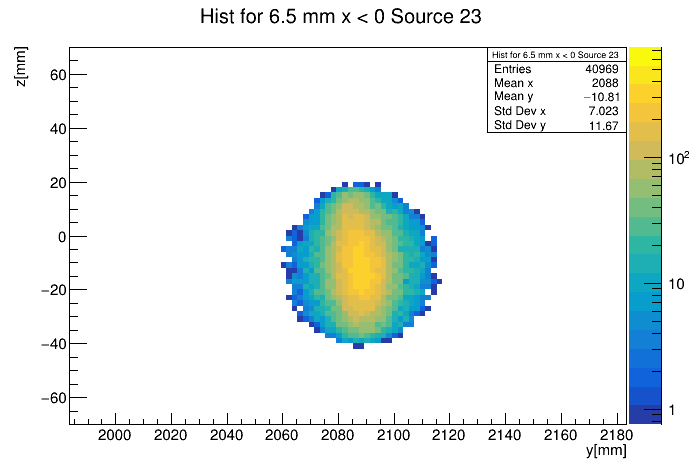 Hist for 6.5 mm x < 0 Source 23
z[mm]
Hist for 6.5 mm x < 0 Source 23
Entries 40969
Mean x 2088
Mean y −10.81
Std Dev x 7.023
Std Dev y 11.67
60
40
20
0
−20
−40
−60
10²
10
1
2000 2020 2040 2060 2080 2100 2120 2140 2160 2180
y[mm]